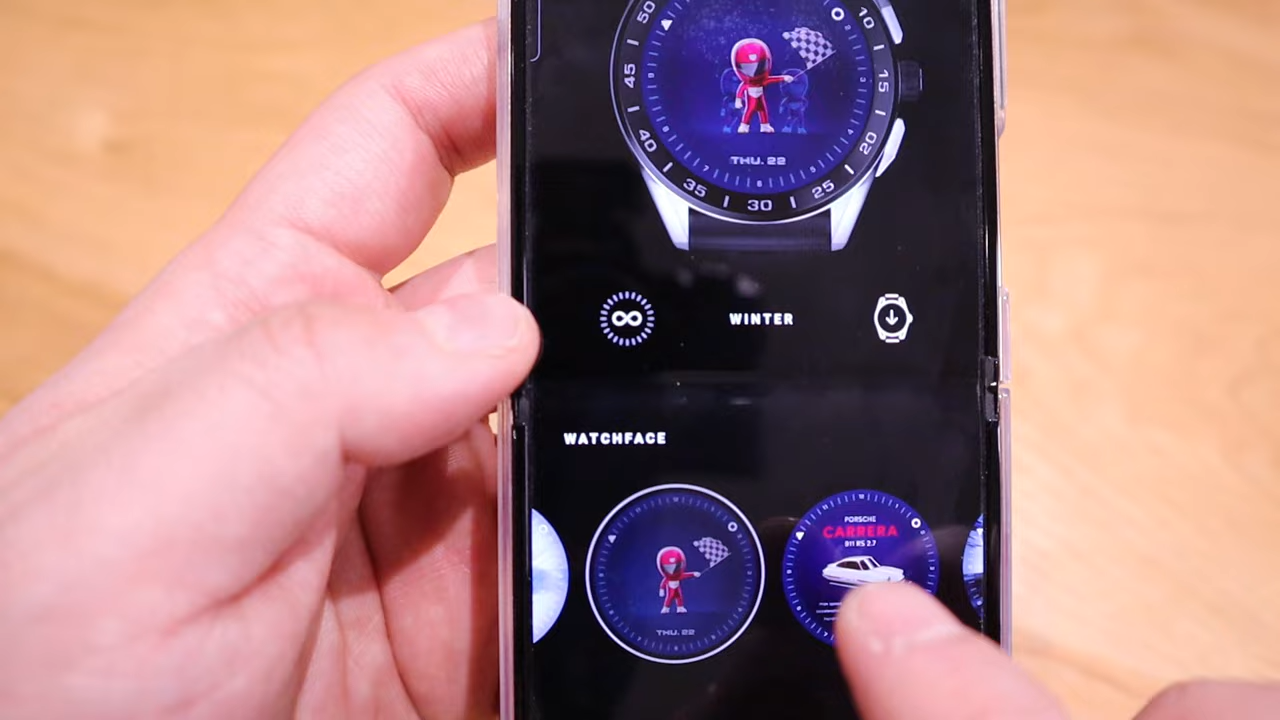 50
10
45
15
40
20
THU. 22
35
25
30
WINTER
WATCHFACE
PORSCHE
CARRERA
911 RS 2.7
THU. 22